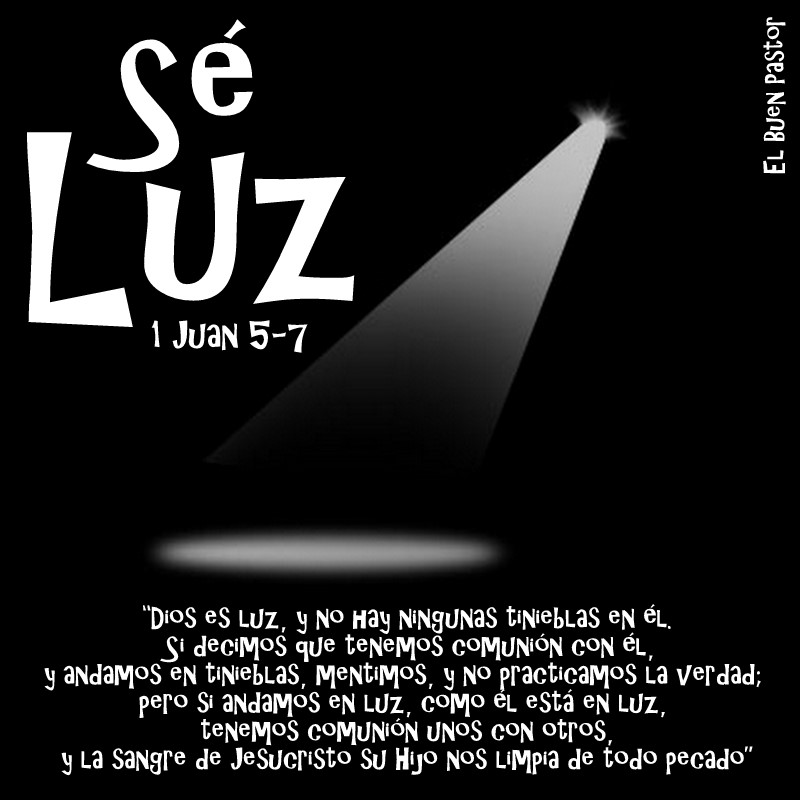 Sé
Luz
1 Juan 5-7
El Buen Pastor
"Dios es luz, y no hay ningunas tinieblas en él.
Si decimos que tenemos comunión con él,
y andamos en tinieblas, mentimos, y no practicamos la verdad;
pero si andamos en luz, como él está en luz,
tenemos comunión unos con otros,
y la sangre de Jesucristo su Hijo nos limpia de todo pecado"